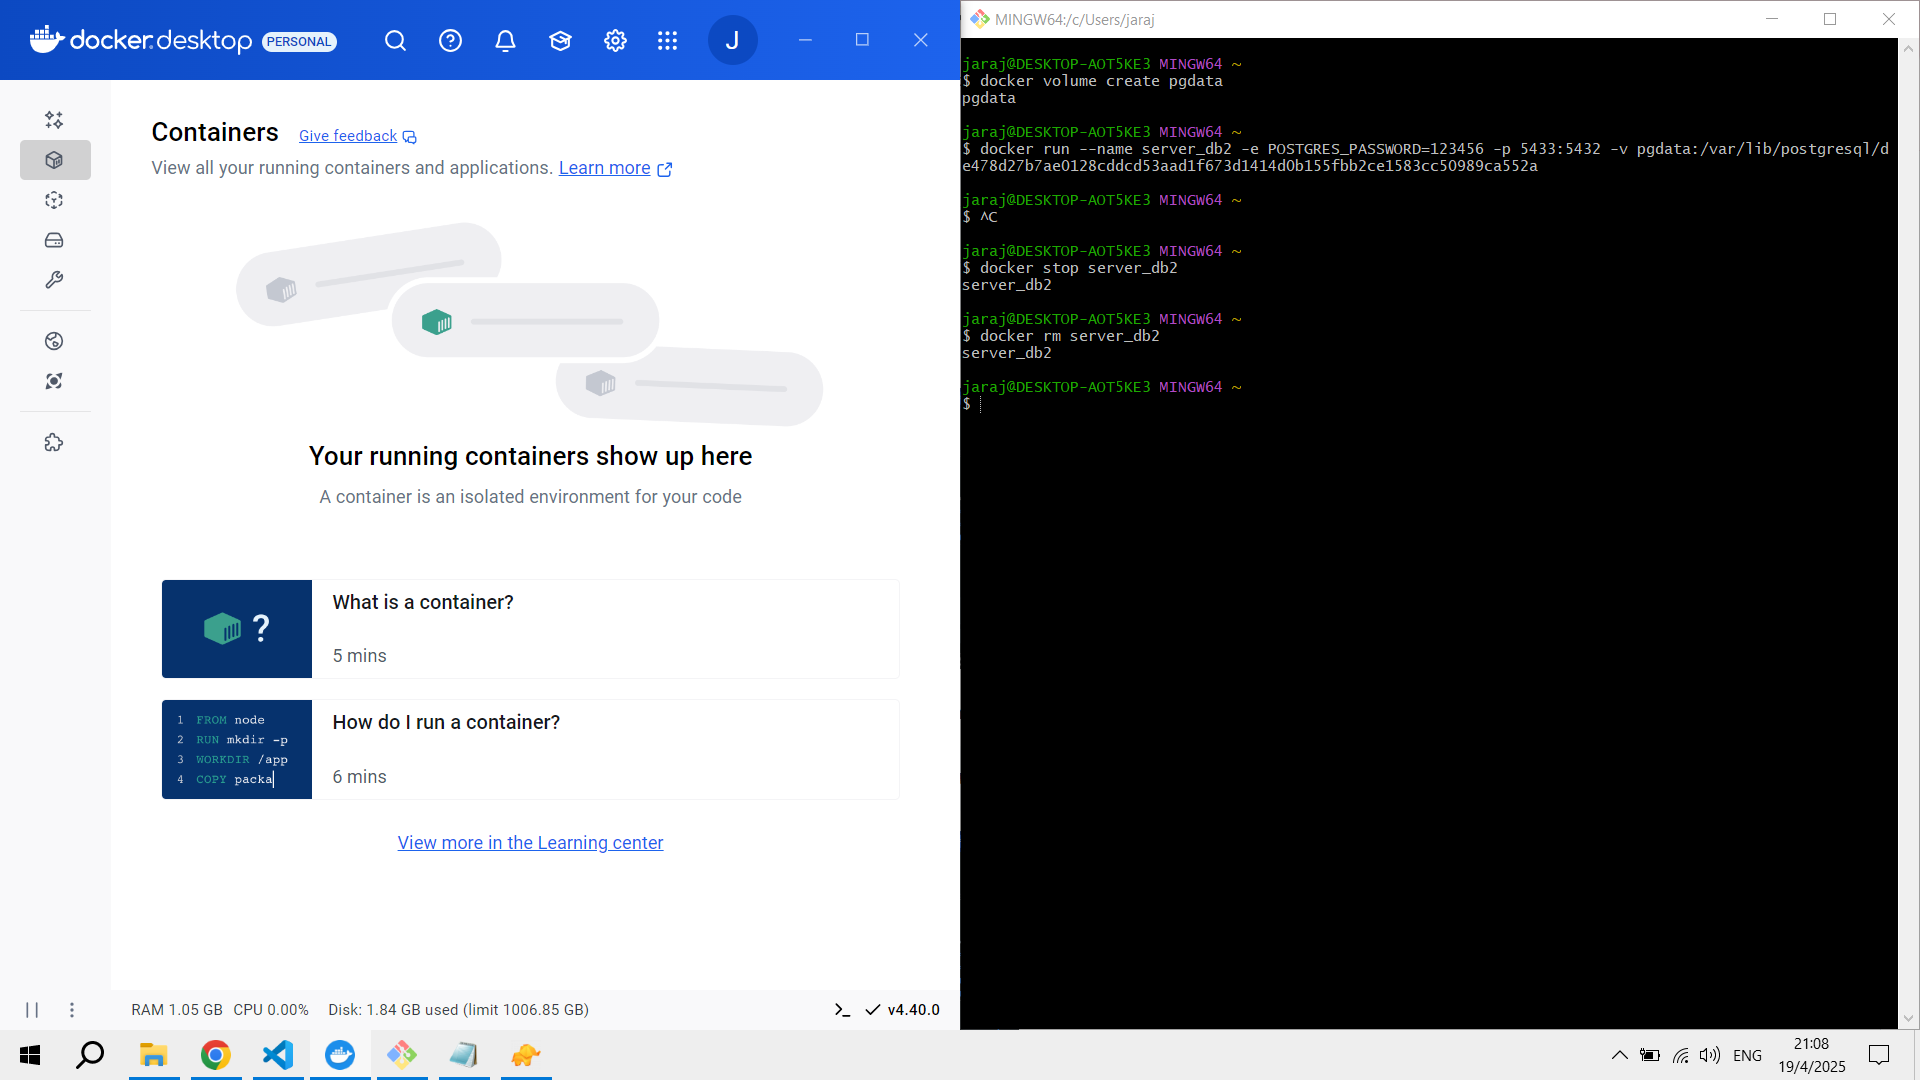 docker.desktop PERSONAL
J
Containers Give feedback
View all your running containers and applications. Learn more
Your running containers show up here
A container is an isolated environment for your code
?
What is a container?
5 mins
1 FROM node
2 RUN mkdir -p
3 WORKDIR /app
4 COPY packa
How do I run a container?
6 mins
View more in the Learning center
RAM 1.05 GB CPU 0.00% Disk: 1.84 GB used (limit 1006.85 GB)
v4.40.0
MINGW64:/c/Users/jaraj
jaraj@DESKTOP-AOT5KE3 MINGW64 ~
$ docker volume create pgdata
pgdata
jaraj@DESKTOP-AOT5KE3 MINGW64 ~
$ docker run --name server_db2 -e POSTGRES_PASSWORD=123456 -p 5433:5432 -v pgdata:/var/lib/postgresql/d
e478d27b7ae0128cddcd53aad1f673d1414d0b155fbb2ce1583cc50989ca552a
jaraj@DESKTOP-AOT5KE3 MINGW64 ~
$ ^C
jaraj@DESKTOP-AOT5KE3 MINGW64 ~
$ docker stop server_db2
server_db2
jaraj@DESKTOP-AOT5KE3 MINGW64 ~
$ docker rm server_db2
server_db2
jaraj@DESKTOP-AOT5KE3 MINGW64 ~
$
ENG
21:08
19/4/2025